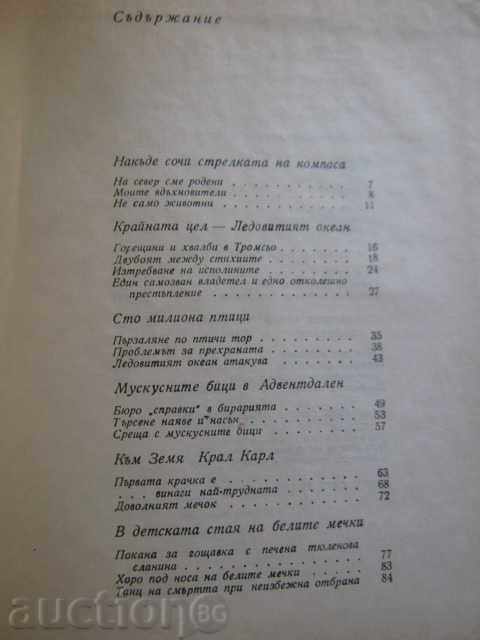 Съдържание
Накъде сочи стрелката на компаса
На север сме родени . . . . . . . . . . . 7
Моите вдъхновители . . . . . . . . . . . 8
Не само животни . . . . . . . . . . . 11
Крайната цел — Ледовитият океан
Горещини и хвалби в Тромсьо . . . . . . . 16
Двубоят между стихиите . . . . . . . . . 18
Изтребване на исполините . . . . . . . . 24
Един самозван владетел и едно отколешно
престъпление . . . . . . . . . . . 27
Сто милиона птици
Пързаляне по птичи тор . . . . . . . . . 35
Проблемът за прехраната . . . . . . . . 38
Ледовитият океан атакува . . . . . . . . 43
Мускусните бици в Адвентдален
Бюро „справки" в бирарията . . . . . . . 49
Търсене наяве и насън . . . . . . . . . 53
Среща с мускусните бици . . . . . . . . 57
Към Земя Крал Карл
Първата крачка е . . . . . . . . . . . 63
. . . винаги най-трудната . . . . . . . . 68
Доволният мечок . . . . . . . . . . . 72
В детската стая на белите мечки
Покана за гощавка с печена тюленова
сланина . . . . . . . . . . . 77
Хоро под носа на белите мечки . . . . . . 83
Танц на смъртта при неизбежна отбрана . 84
auction BG